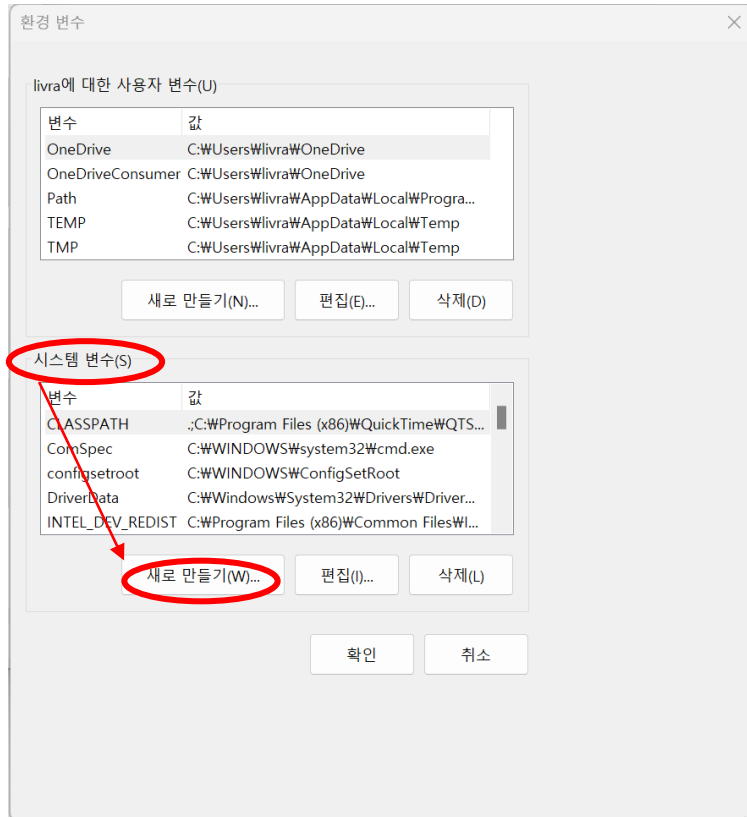 환경 변수
livra에 대한 사용자 변수(U)
변수 값
OneDrive C:₩Users₩livra₩OneDrive
OneDriveConsumer C:₩Users₩livra₩OneDrive
Path C:₩Users₩livra₩AppData₩Local₩Progra...
TEMP C:₩Users₩livra₩AppData₩Local₩Temp
TMP C:₩Users₩livra₩AppData₩Local₩Temp
새로 만들기(N)... 편집(E)... 삭제(D)
시스템 변수(S)
변수 값
CLASSPATH .;C:₩Program Files (x86)₩QuickTime₩QTS...
ComSpec C:₩WINDOWS₩system32₩cmd.exe
configsetroot C:₩WINDOWS₩ConfigSetRoot
DriverData C:₩Windows₩System32₩Drivers₩Driver...
INTEL_DEV_REDIST C:₩Program Files (x86)₩Common Files₩I...
새로 만들기(W)... 편집(I)... 삭제(L)
확인 취소